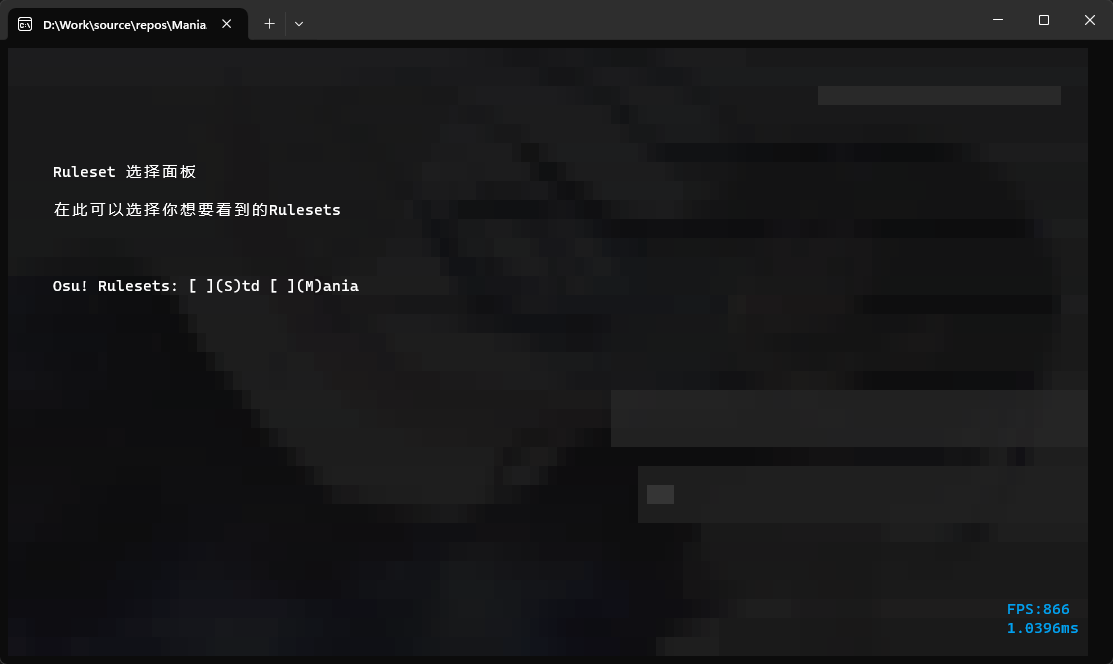 D:\Work\source\repos\Mania
Ruleset 选择面板
在此可以选择你想要看到的Rulesets
Osu! Rulesets: [ ](S)td [ ](M)ania
FPS:866
1.0396ms